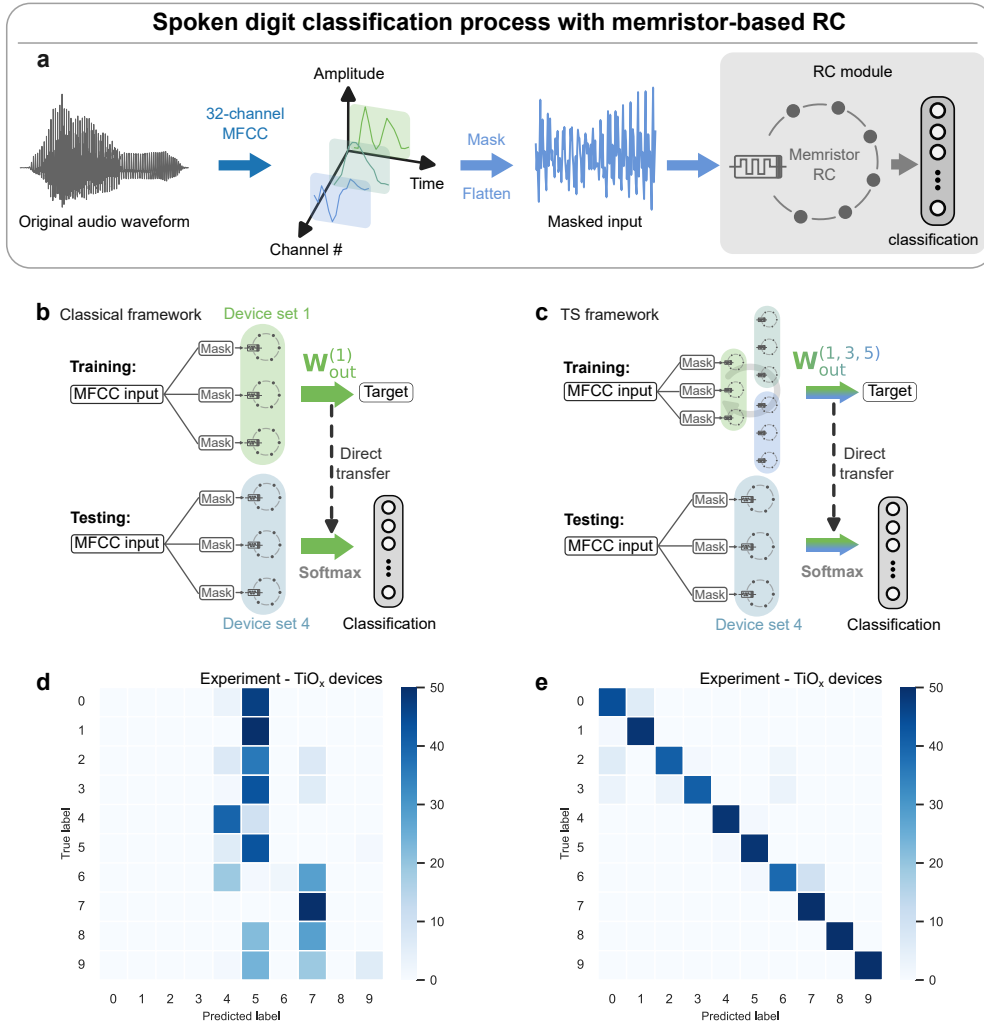 Spoken digit classification process with memristor-based RC
a
Amplitude
32-channel
MFCC
Time
Channel #
Original audio waveform
Mask
Flatten
Masked input
RC module
Memristor
RC
classification
b
Classical framework
Device set 1
Training:
MFCC input
Mask
Mask
Mask
W(1)out
Target
Direct
transfer
Testing:
MFCC input
Mask
Mask
Mask
Softmax
Device set 4
Classification
c
TS framework
Training:
MFCC input
Mask
Mask
Mask
W(1, 3, 5)out
Target
Direct
transfer
Testing:
MFCC input
Mask
Mask
Mask
Softmax
Device set 4
Classification
d
Experiment - TiOx devices
True label
0
1
2
3
4
5
6
7
8
9
0 1 2 3 4 5 6 7 8 9
Predicted label
50
40
30
20
10
0
e
Experiment - TiOx devices
True label
0
1
2
3
4
5
6
7
8
9
0 1 2 3 4 5 6 7 8 9
Predicted label
50
40
30
20
10
0